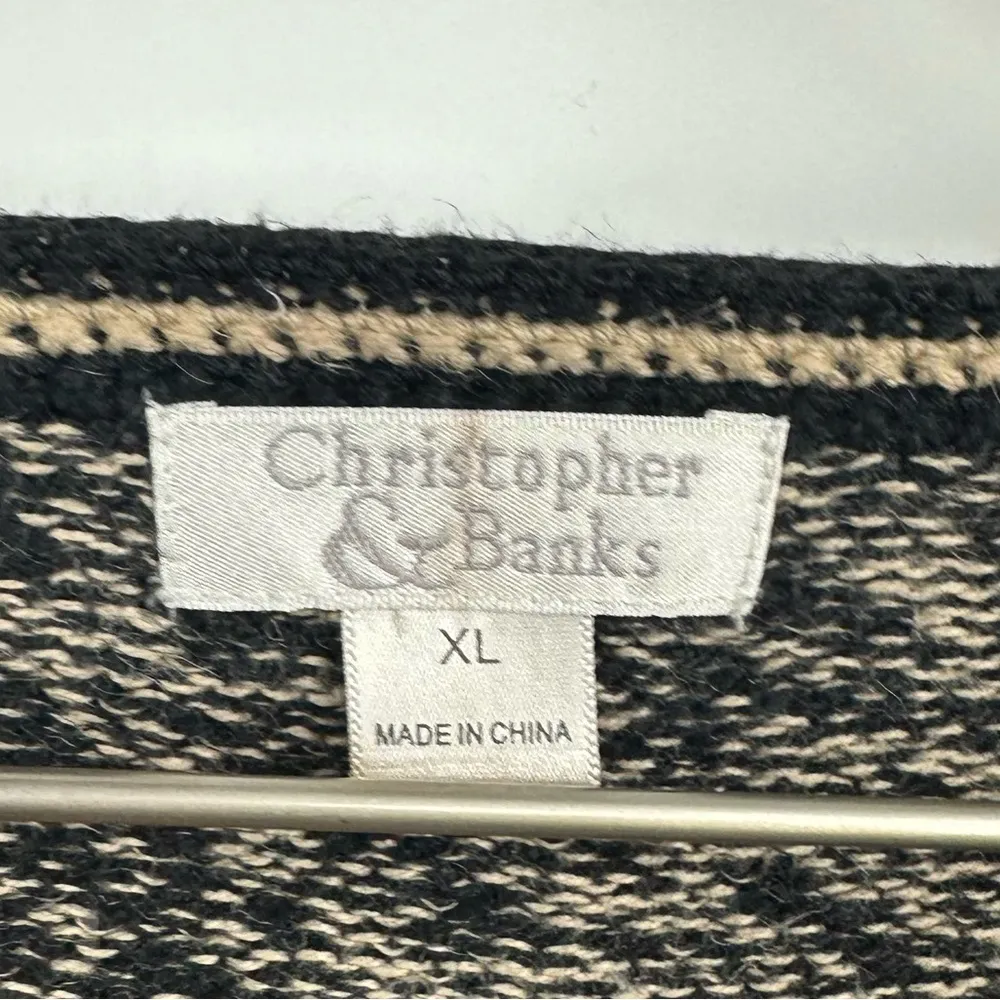 Christopher
& Banks
XL
MADE IN CHINA